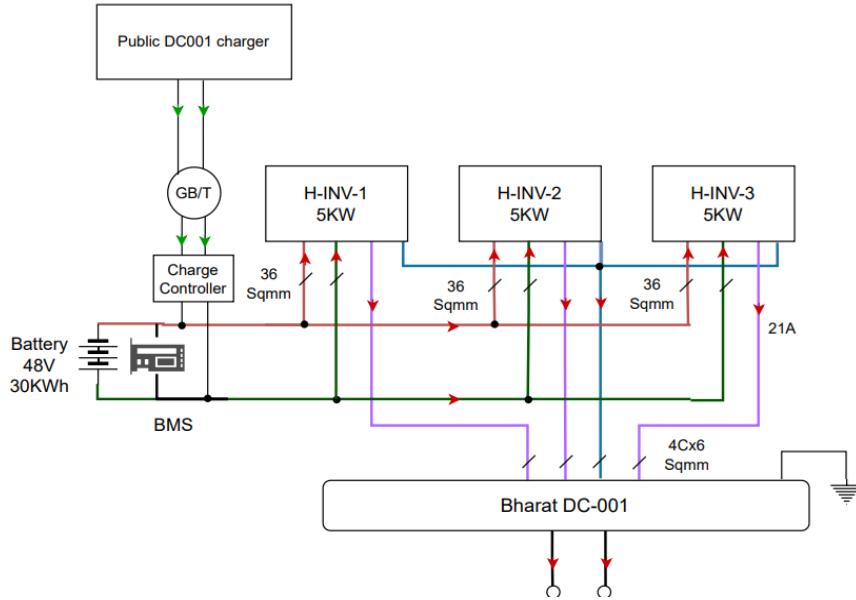 Public DC001 charger
GB/T
Charge
Controller
H-INV-1
5KW
H-INV-2
5KW
H-INV-3
5KW
36
Sqmm
36
Sqmm
36
Sqmm
21A
Battery
48V
30KWh
BMS
4Cx6
Sqmm
Bharat DC-001